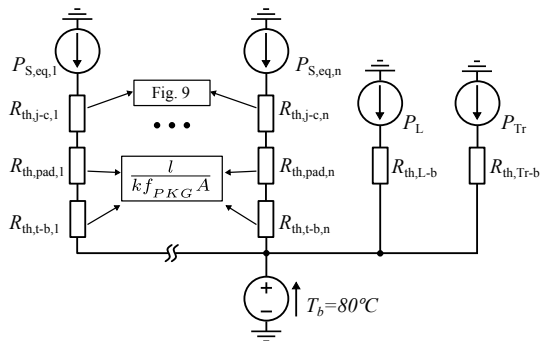 P_S,eq,1
P_S,eq,n
R_th,j-c,1
Fig. 9
R_th,j-c,n
P_L
P_Tr
R_th,pad,1
l
k f_PKG A
R_th,pad,n
R_th,L-b
R_th,Tr-b
R_th,t-b,1
R_th,t-b,n
+
−
T_b=80ºC